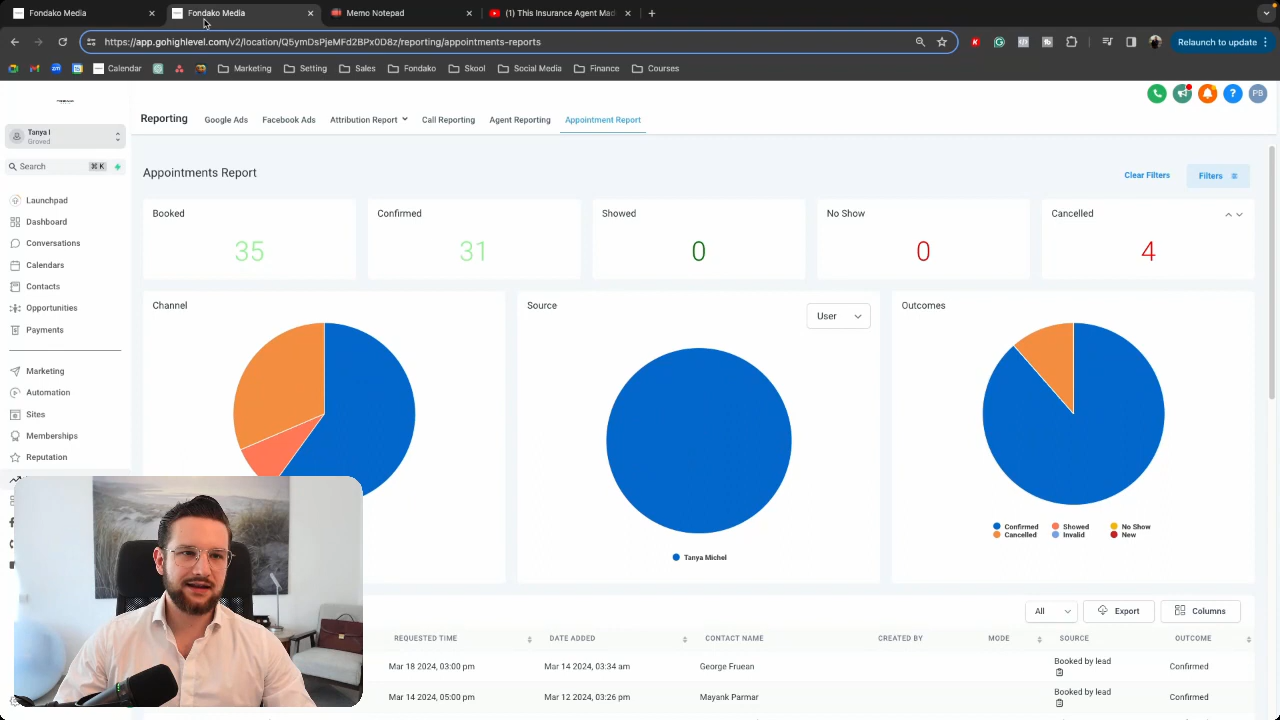 Fondako Media
Fondako Media
Memo Notepad
(1) This Insurance Agent Mad
https://app.gohighlevel.com/v2/location/Q5ymDsPjeMFd2BPx0D8z/reporting/appointments-reports
Relaunch to update
Calendar
Marketing
Setting
Sales
Fondako
Skool
Social Media
Finance
Courses
PB
Reporting
Google Ads
Facebook Ads
Attribution Report
Call Reporting
Agent Reporting
Appointment Report
Tanya I
Groved
Search
⌘ K
Launchpad
Dashboard
Conversations
Calendars
Contacts
Opportunities
Payments
Marketing
Automation
Sites
Memberships
Reputation
Appointments Report
Clear Filters
Filters
Booked
35
Confirmed
31
Showed
0
No Show
0
Cancelled
4
Channel
Source
User
Tanya Michel
Outcomes
Confirmed Showed No Show
Cancelled Invalid New
All
Export
Columns
REQUESTED TIME DATE ADDED CONTACT NAME CREATED BY MODE SOURCE OUTCOME
Mar 18 2024, 03:00 pm Mar 14 2024, 03:34 am George Fruean Booked by lead Confirmed
Mar 14 2024, 05:00 pm Mar 12 2024, 03:26 pm Mayank Parmar Booked by lead Confirmed